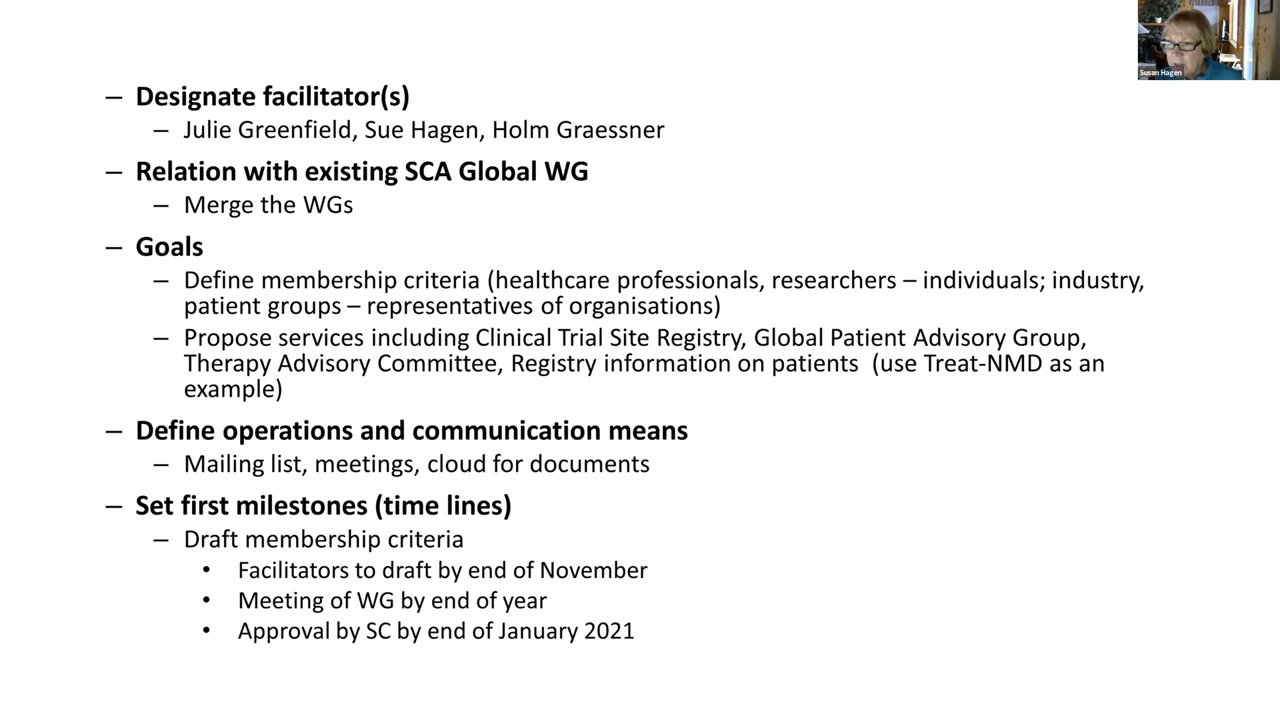 – Designate facilitator(s)
– Julie Greenfield, Sue Hagen, Holm Graessner
– Relation with existing SCA Global WG
– Merge the WGs
– Goals
– Define membership criteria (healthcare professionals, researchers – individuals; industry,
patient groups – representatives of organisations)
– Propose services including Clinical Trial Site Registry, Global Patient Advisory Group,
Therapy Advisory Committee, Registry information on patients  (use Treat-NMD as an
example)
– Define operations and communication means
– Mailing list, meetings, cloud for documents
– Set first milestones (time lines)
– Draft membership criteria
• Facilitators to draft by end of November
• Meeting of WG by end of year
• Approval by SC by end of January 2021
Susan Hagen